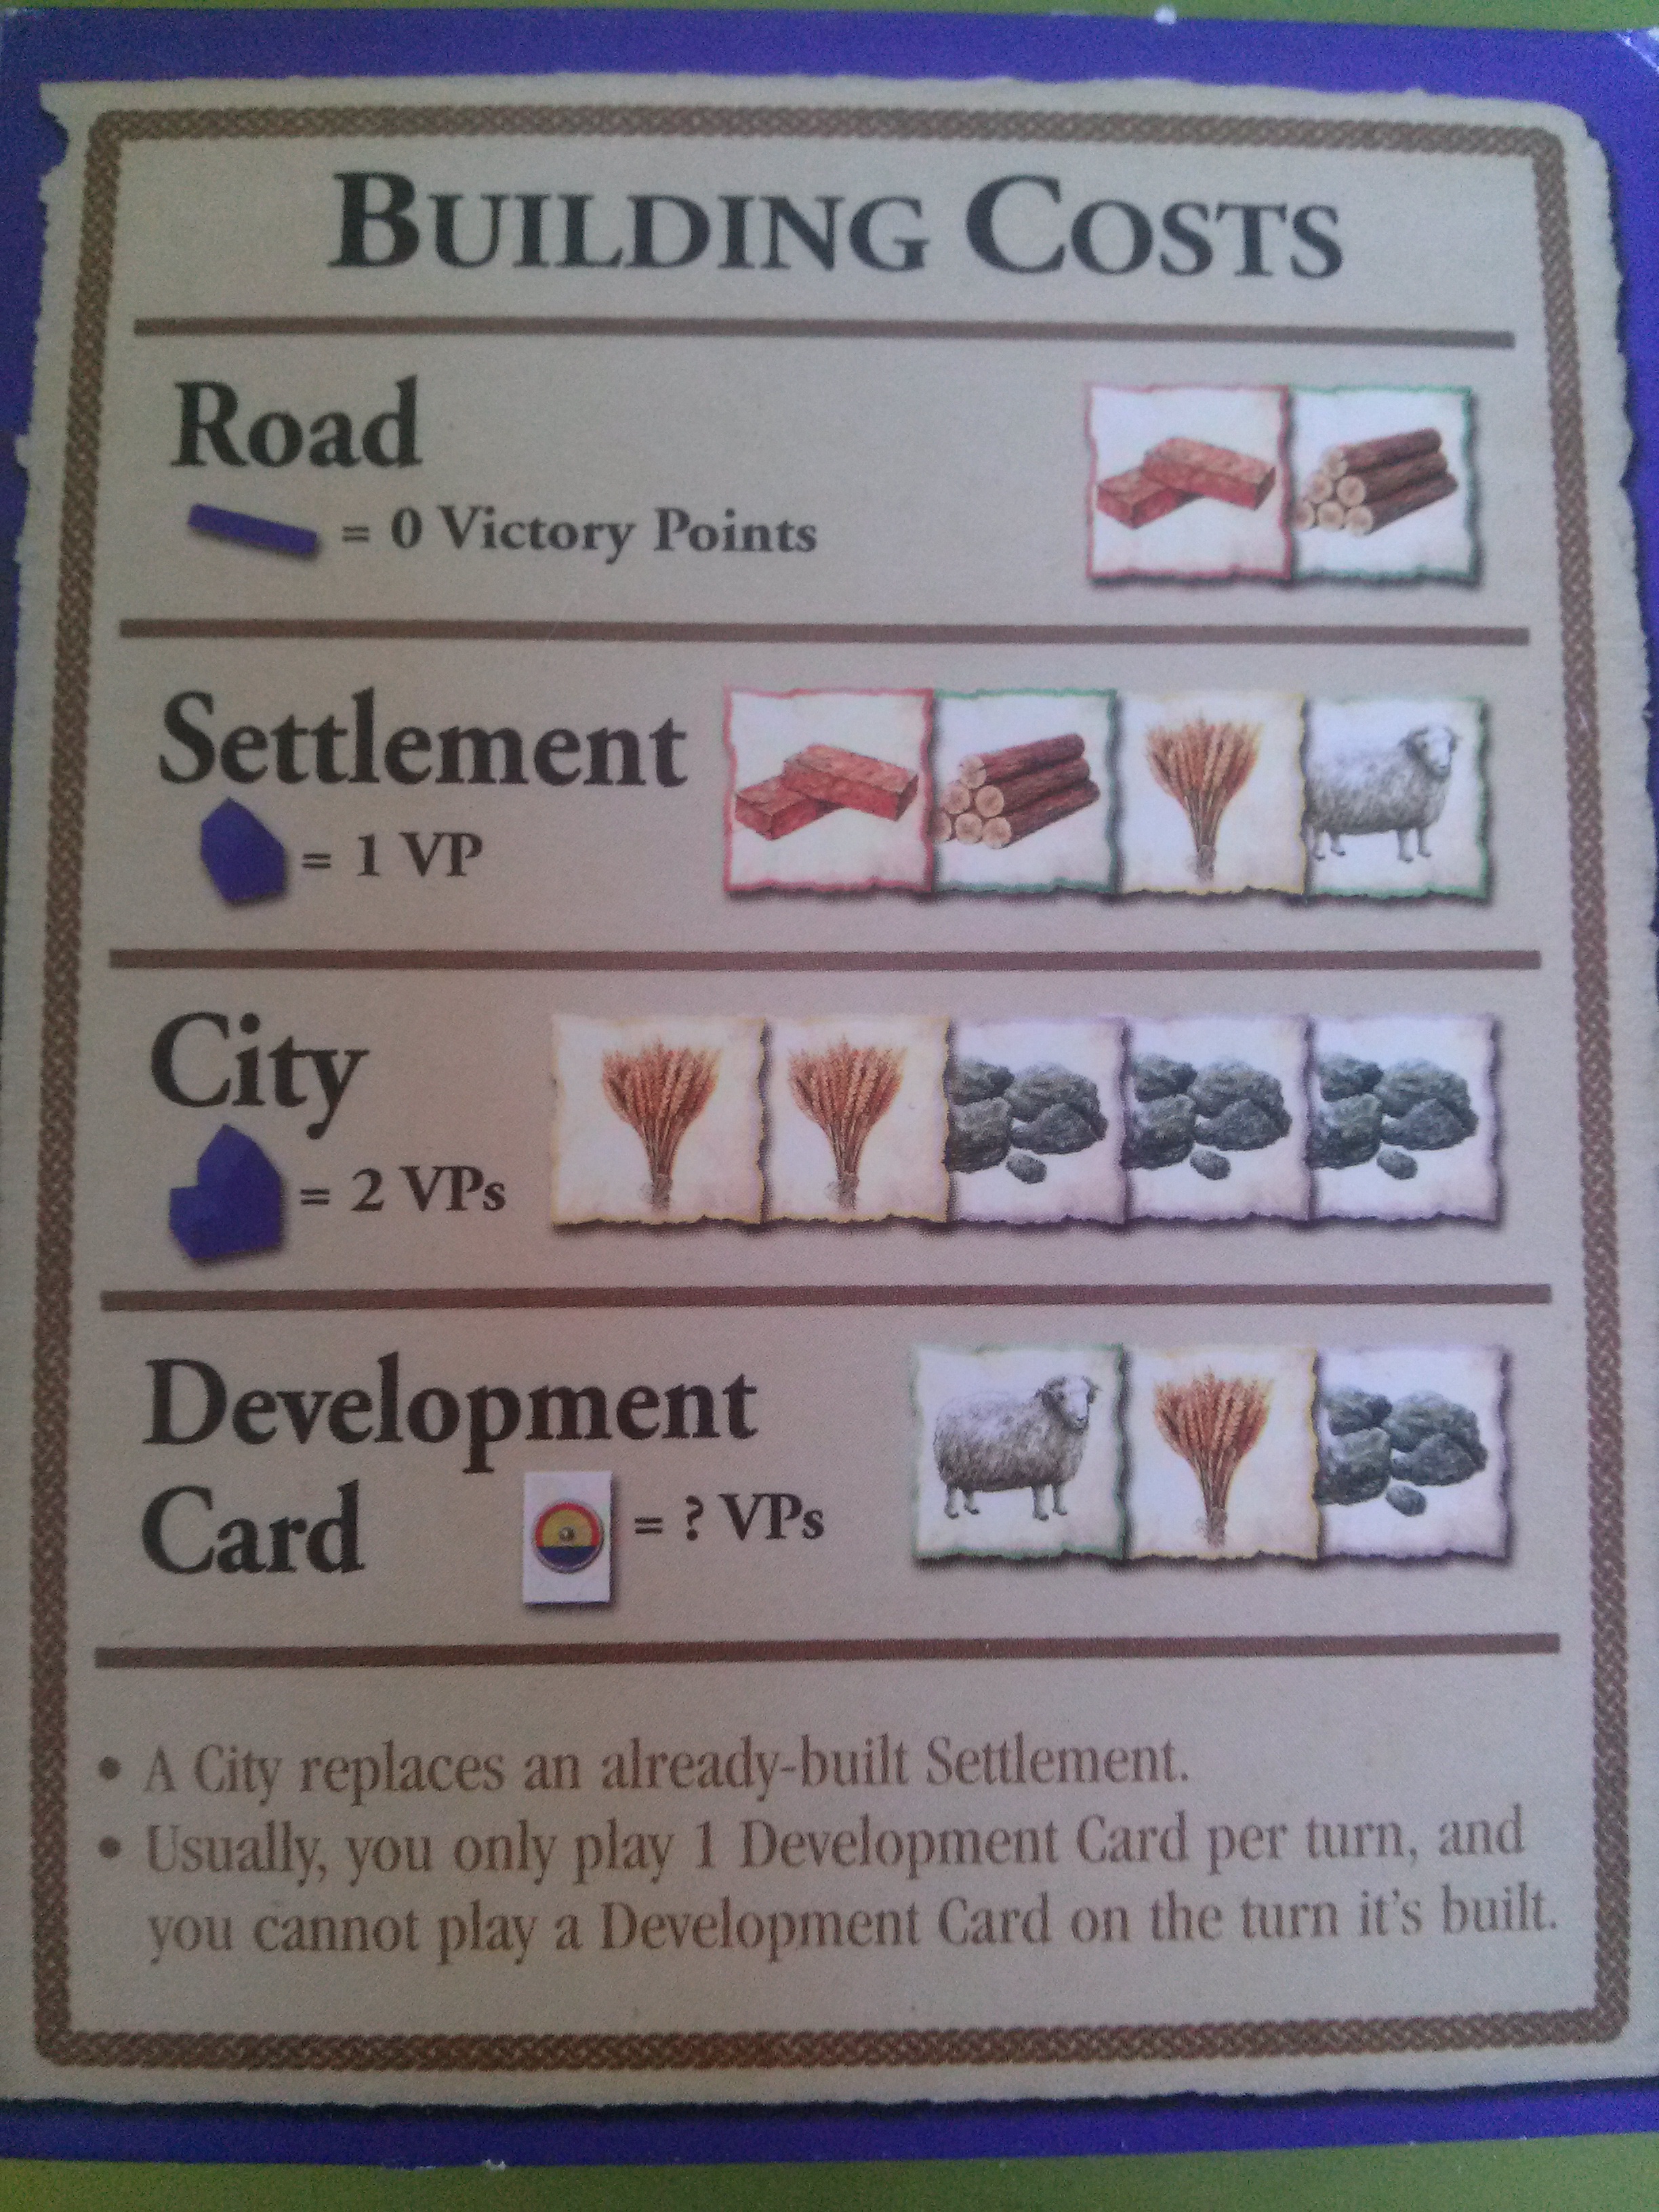 BUILDING COSTS
Road
= 0 Victory Points
Settlement
= 1 VP
City
= 2 VPs
Development
Card
= ? VPs
• A City replaces an already-built Settlement.
• Usually, you only play 1 Development Card per turn, and
you cannot play a Development Card on the turn it's built.